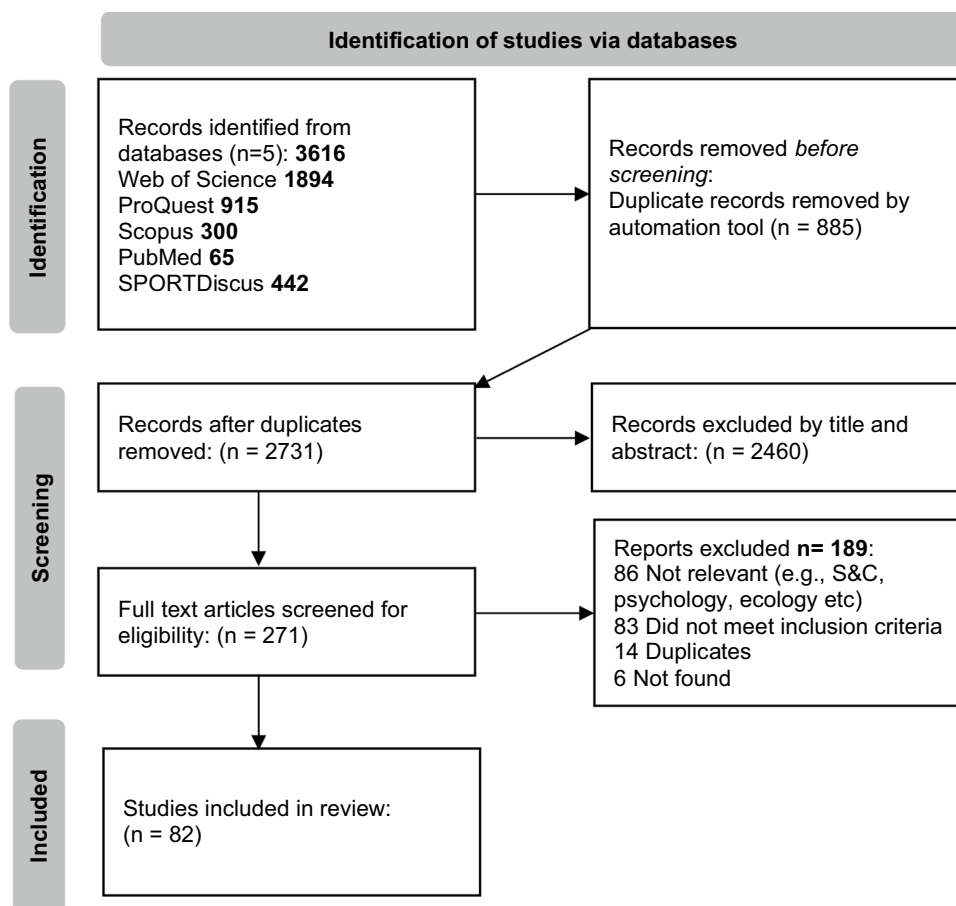 Identification of studies via databases
Identification
Records identified from
databases (n=5): 3616
Web of Science 1894
ProQuest 915
Scopus 300
PubMed 65
SPORTDiscus 442
Records removed before
screening:
Duplicate records removed by
automation tool (n = 885)
Screening
Records after duplicates
removed: (n = 2731)
Records excluded by title and
abstract: (n = 2460)
Full text articles screened for
eligibility: (n = 271)
Reports excluded n= 189:
86 Not relevant (e.g., S&C,
psychology, ecology etc)
83 Did not meet inclusion criteria
14 Duplicates
6 Not found
Included
Studies included in review:
(n = 82)